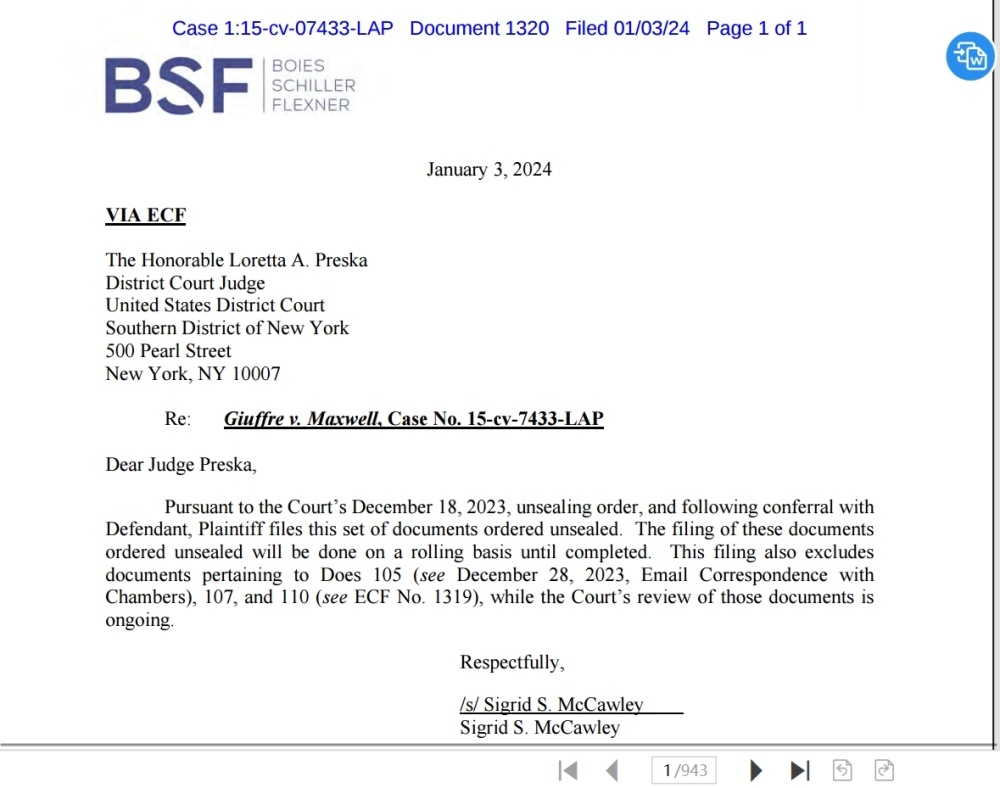 Case 1:15-cv-07433-LAP Document 1320 Filed 01/03/24 Page 1 of 1
BSF
BOIES
SCHILLER
FLEXNER
W
January 3, 2024
VIA ECF
The Honorable Loretta A. Preska
District Court Judge
United States District Court
Southern District of New York
500 Pearl Street
New York, NY 10007
Re: Giuffre v. Maxwell, Case No. 15-cv-7433-LAP
Dear Judge Preska,
Pursuant to the Court’s December 18, 2023, unsealing order, and following conferral with
Defendant, Plaintiff files this set of documents ordered unsealed. The filing of these documents
ordered unsealed will be done on a rolling basis until completed. This filing also excludes
documents pertaining to Does 105 (see December 28, 2023, Email Correspondence with
Chambers), 107, and 110 (see ECF No. 1319), while the Court’s review of those documents is
ongoing.
Respectfully,
/s/ Sigrid S. McCawley
Sigrid S. McCawley
1/943